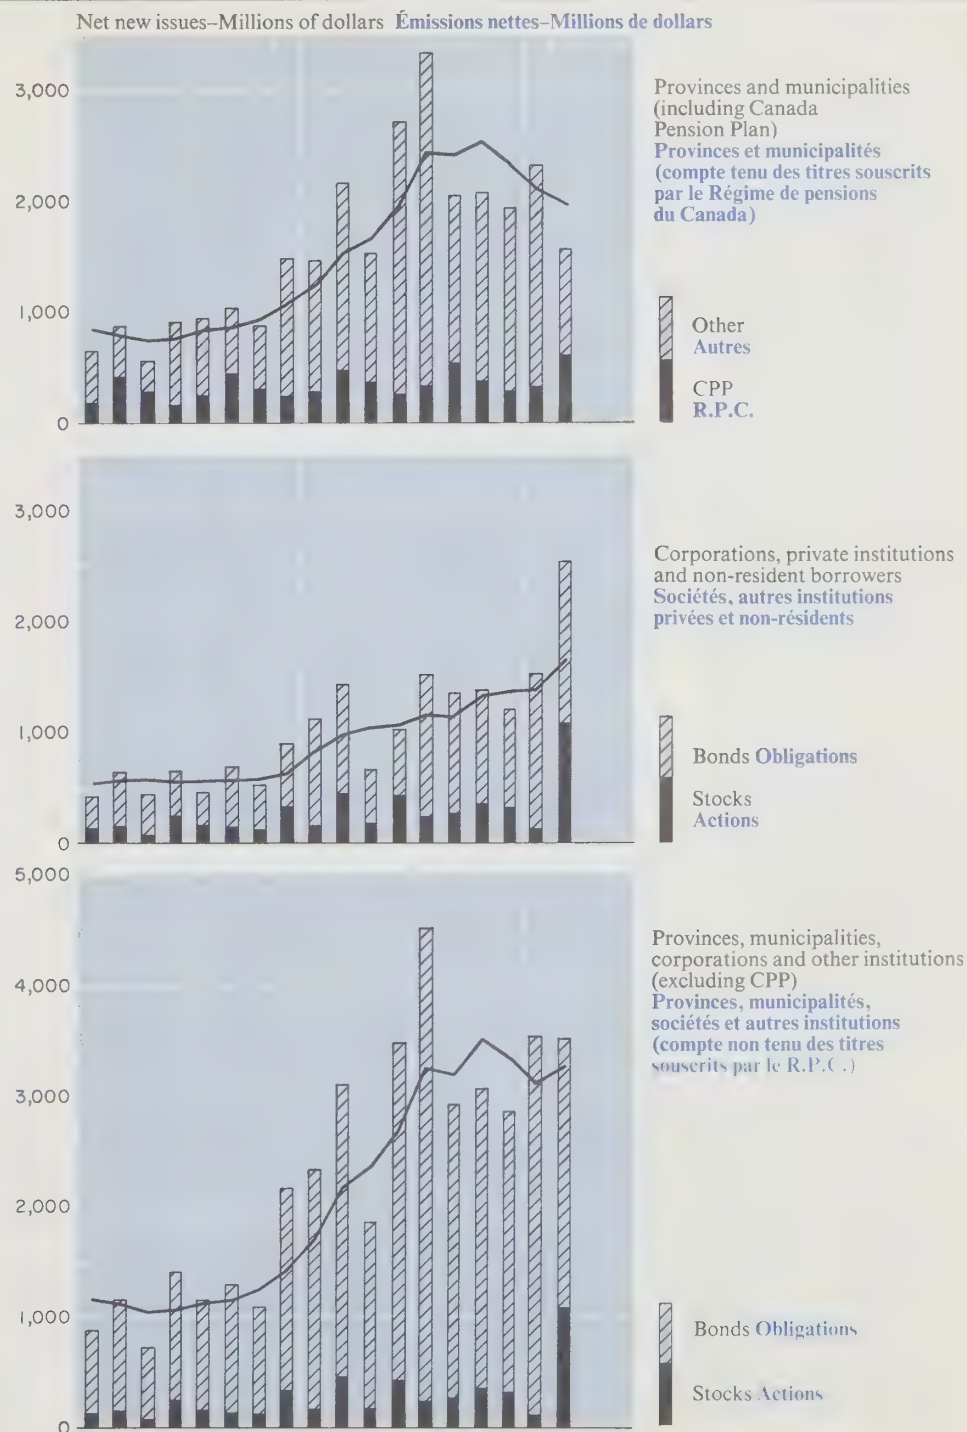 Net new issues–Millions of dollars Émissions nettes–Millions de dollars
3,000
2,000
1,000
0
Provinces and municipalities
(including Canada
Pension Plan)
Provinces et municipalités
(compte tenu des titres souscrits
par le Régime de pensions
du Canada)
Other
Autres
CPP
R.P.C.
3,000
2,000
1,000
0
Corporations, private institutions
and non-resident borrowers
Sociétés, autres institutions
privées et non-résidents
Bonds Obligations
Stocks
Actions
5,000
4,000
3,000
2,000
1,000
0
Provinces, municipalities,
corporations and other institutions
(excluding CPP)
Provinces, municipalités,
sociétés et autres institutions
(compte non tenu des titres
souscrits par le R.P.C.)
Bonds Obligations
Stocks Actions